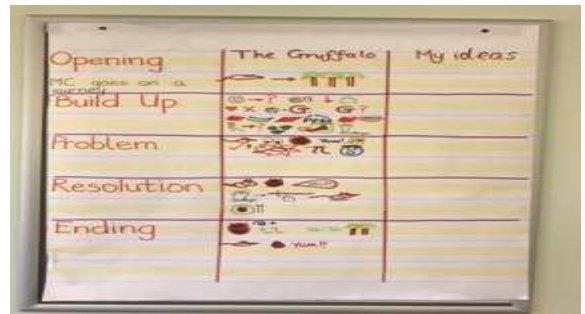 The Gruffalo
My ideas
Opening
MC goes on a
journey
Build Up
Problem
Resolution
Ending
Yum!!